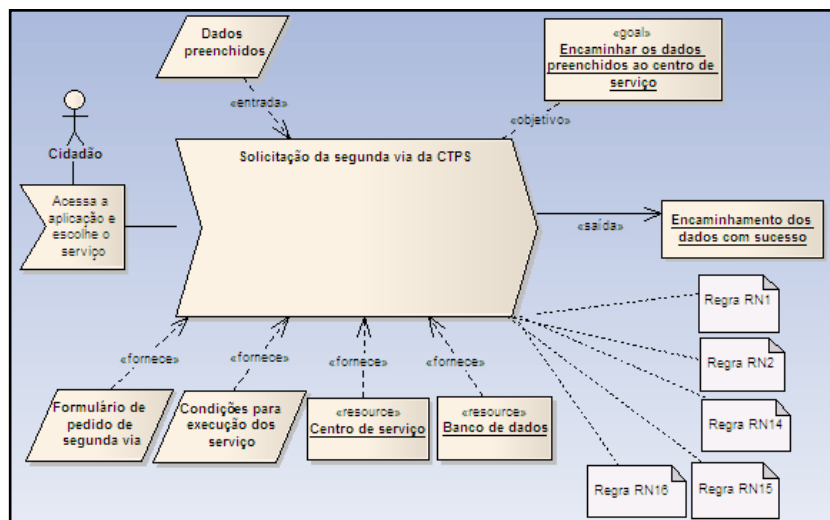 Dados
preenchidos
«goal»
Encaminhar os dados
preenchidos ao centro de
serviço
«entrada»
«objetivo»
Cidadão
Solicitação da segunda via da CTPS
Acessa a
aplicação e
escolhe o
serviço
«saída»
Encaminhamento dos
dados com sucesso
Regra RN1
Regra RN2
Regra RN14
Regra RN15
Regra RN16
«fornece»
«fornece»
«fornece»
«fornece»
Formulário de
pedido de
segunda via
Condições para
execução dos
serviço
«resource»
Centro de serviço
«resource»
Banco de dados